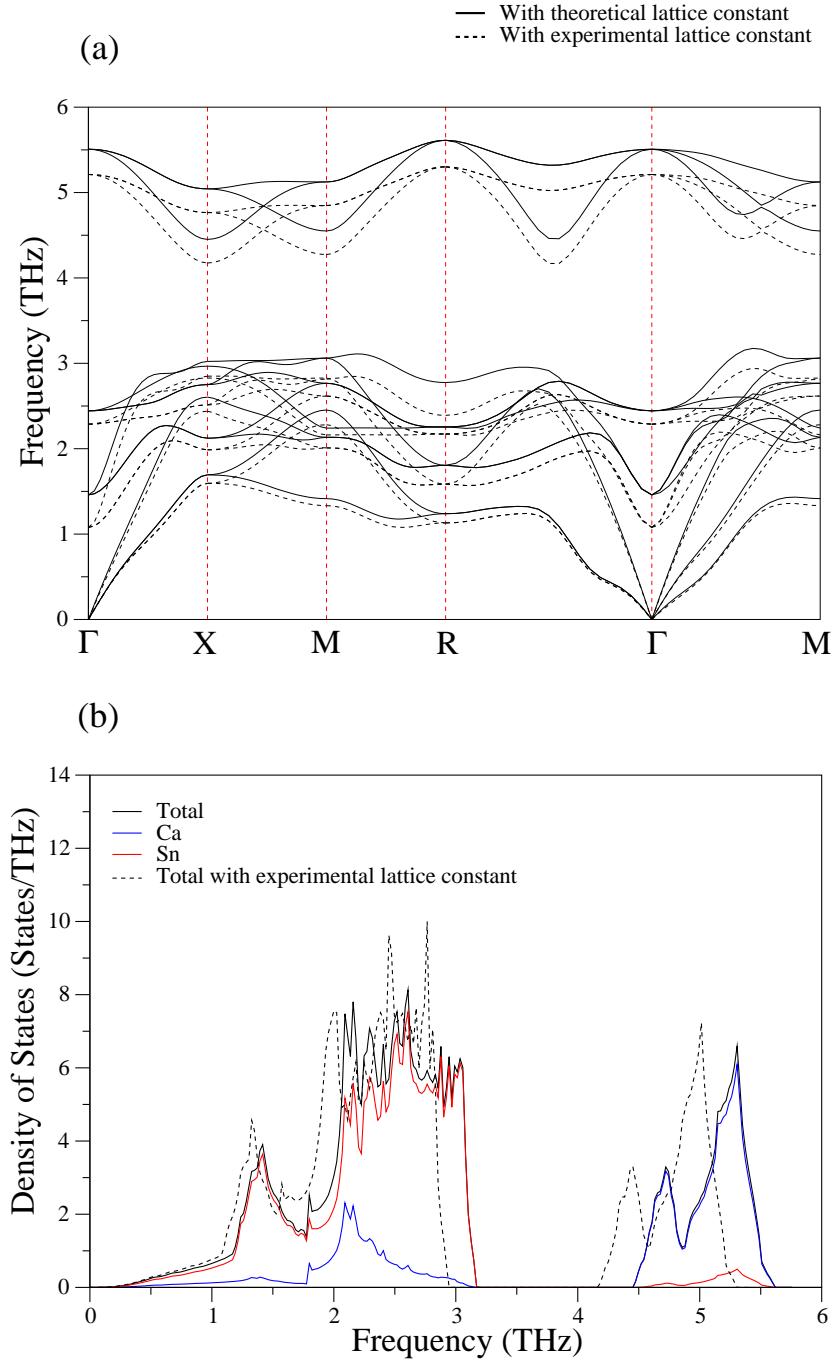 With theoretical lattice constant
With experimental lattice constant
(a)
6
5
4
3
2
1
0
Frequency (THz)
Γ X M R Γ M
(b)
14
12
10
8
6
4
2
0
Density of States (States/THz)
Total
Ca
Sn
Total with experimental lattice constant
0 1 2 3 4 5 6
Frequency (THz)